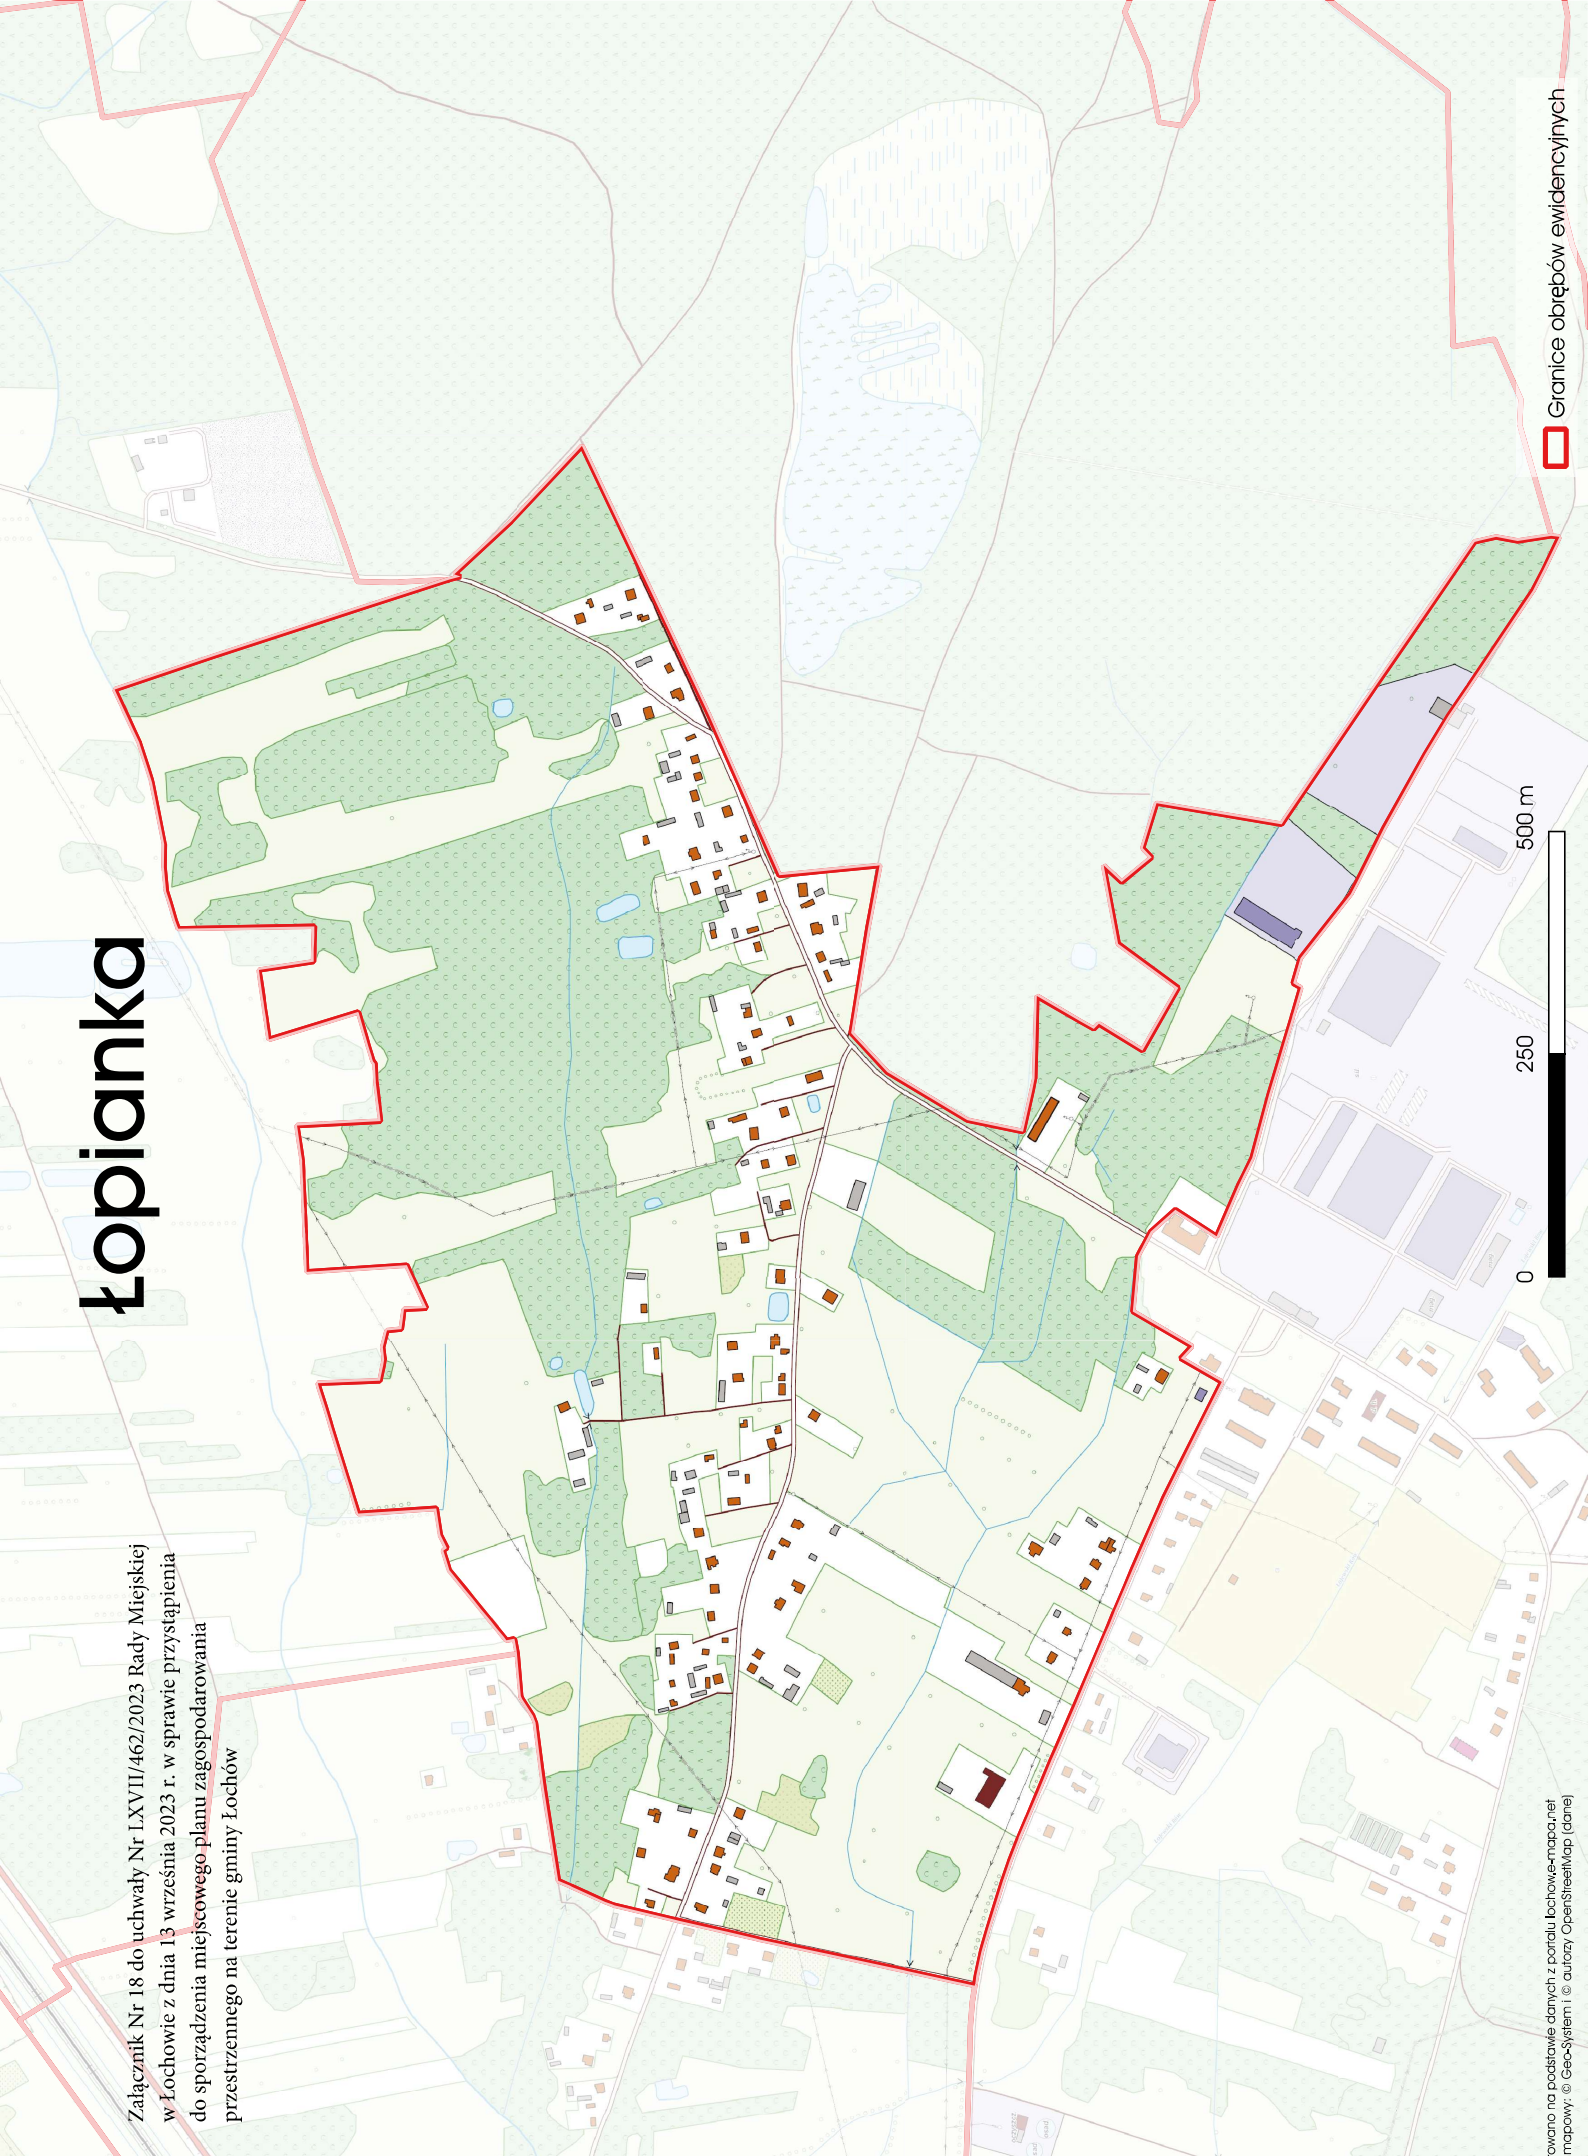 Załącznik Nr 18 do uchwały Nr LXVII/462/2023 Rady Miejskiej
w Łochowie z dnia 13 września 2023 r. w sprawie przystąpienia
do sporządzenia miejscowego planu zagospodarowania
przestrzennego na terenie gminy Łochów
Łopianka
Granice obrębów ewidencyjnych
0 250 500 m
owano na podstawie danych z portalu lochow.e-mapa.net
mapowy: © Geo-System i © autorzy OpenStreetMap (dane)